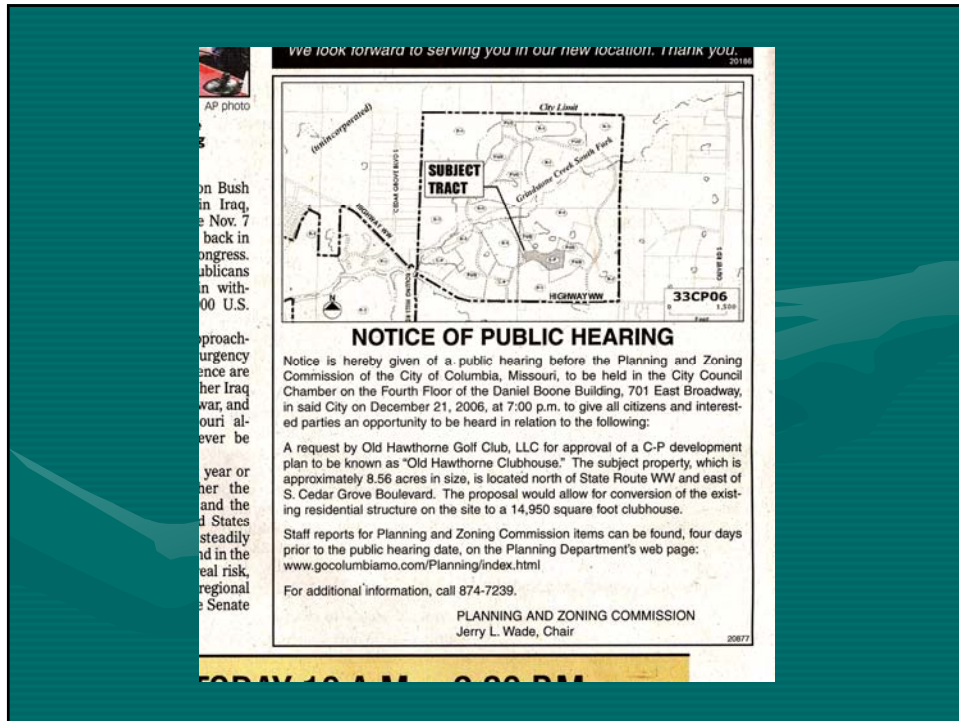 We look forward to serving you in our new location. Thank you.
20186
AP photo
g
on Bush
in Iraq,
e Nov. 7
back in
ongress.
ublicans
in with-
00 U.S.
pproach-
urgency
ence are
her Iraq
war, and
ouri al-
ever be
year or
her the
and the
d States
steadily
nd in the
eal risk,
regional
e Senate
(unincorporated)
City Limit
CEDAR GROVE BLVD S
SUBJECT
TRACT
Grindstone Creek South Fork
HIGHWAY WW
ROLLING HILLS
OLIVET RD S
HIGHWAY WW
N
33CP06
0 1,500
Feet
NOTICE OF PUBLIC HEARING
Notice is hereby given of a public hearing before the Planning and Zoning
Commission of the City of Columbia, Missouri, to be held in the City Council
Chamber on the Fourth Floor of the Daniel Boone Building, 701 East Broadway,
in said City on December 21, 2006, at 7:00 p.m. to give all citizens and interest-
ed parties an opportunity to be heard in relation to the following:
A request by Old Hawthorne Golf Club, LLC for approval of a C-P development
plan to be known as “Old Hawthorne Clubhouse.” The subject property, which is
approximately 8.56 acres in size, is located north of State Route WW and east of
S. Cedar Grove Boulevard. The proposal would allow for conversion of the exist-
ing residential structure on the site to a 14,950 square foot clubhouse.
Staff reports for Planning and Zoning Commission items can be found, four days
prior to the public hearing date, on the Planning Department's web page:
www.gocolumbiamo.com/Planning/index.html
For additional information, call 874-7239.
PLANNING AND ZONING COMMISSION
Jerry L. Wade, Chair
20877
TODAY 10 A.M.